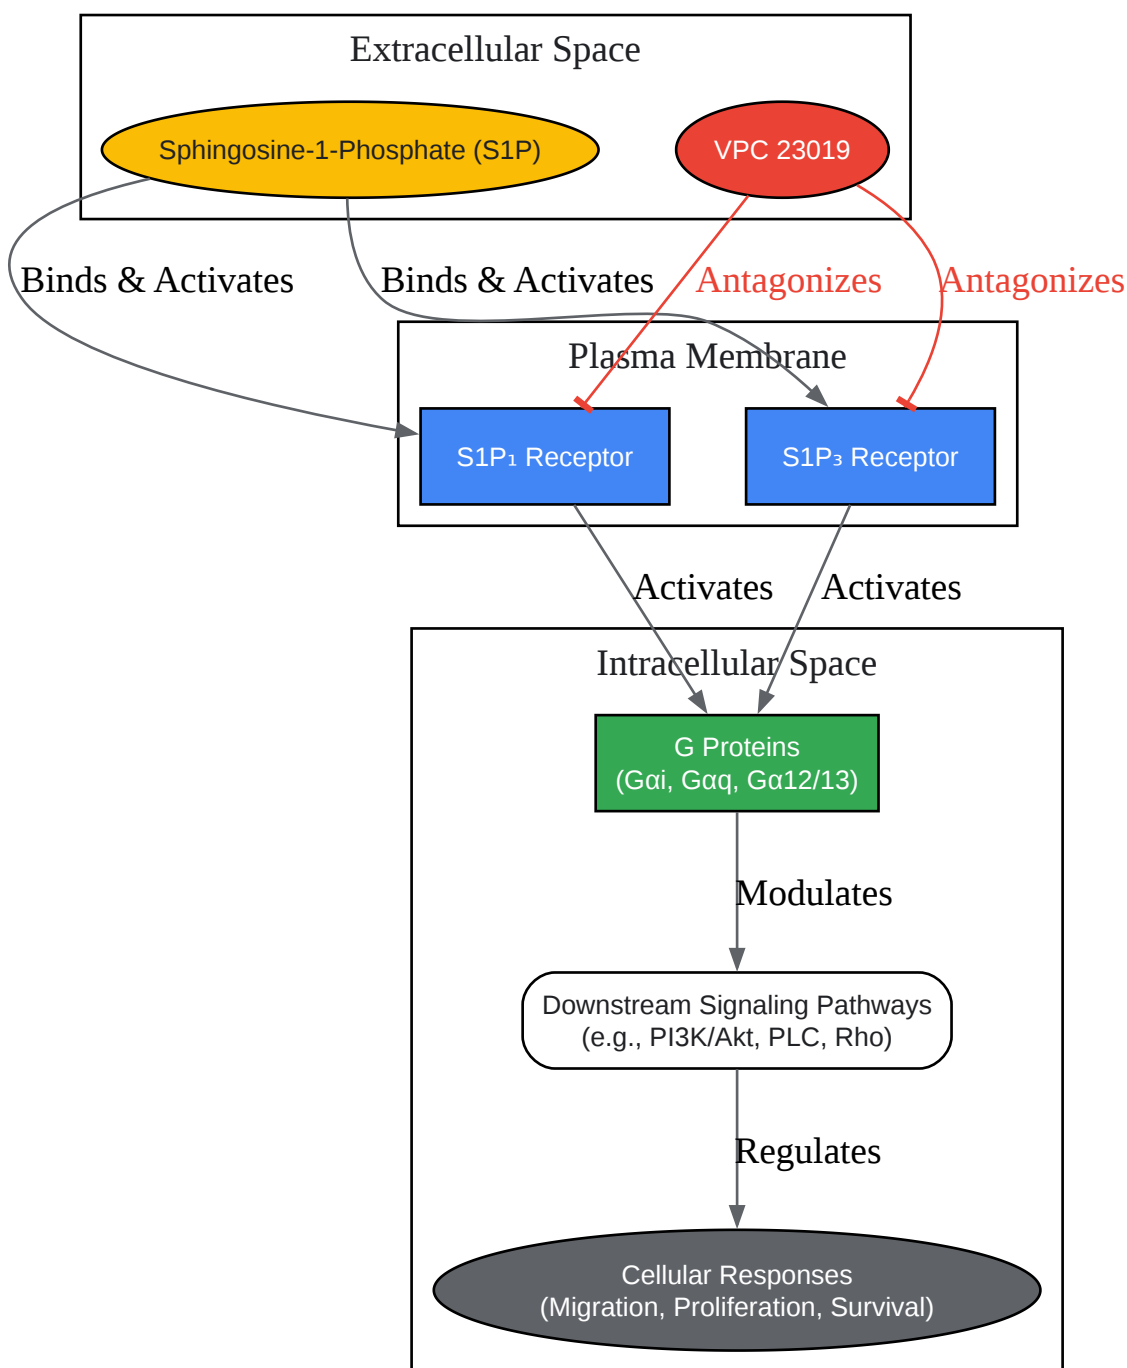 Extracellular Space
Sphingosine-1-Phosphate (S1P)
VPC 23019
Binds & Activates
Binds & Activates
Antagonizes
Antagonizes
Plasma Membrane
S1P₁ Receptor
S1P₃ Receptor
Activates
Activates
Intracellular Space
G Proteins
(Gαi, Gαq, Gα12/13)
Modulates
Downstream Signaling Pathways
(e.g., PI3K/Akt, PLC, Rho)
Regulates
Cellular Responses
(Migration, Proliferation, Survival)